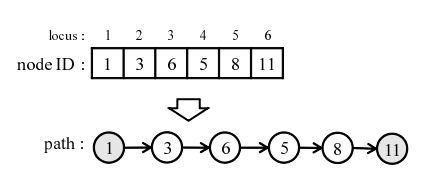 locus : 1 2 3 4 5 6
node ID : 1 3 6 5 8 11
path : 1 3 6 5 8 11